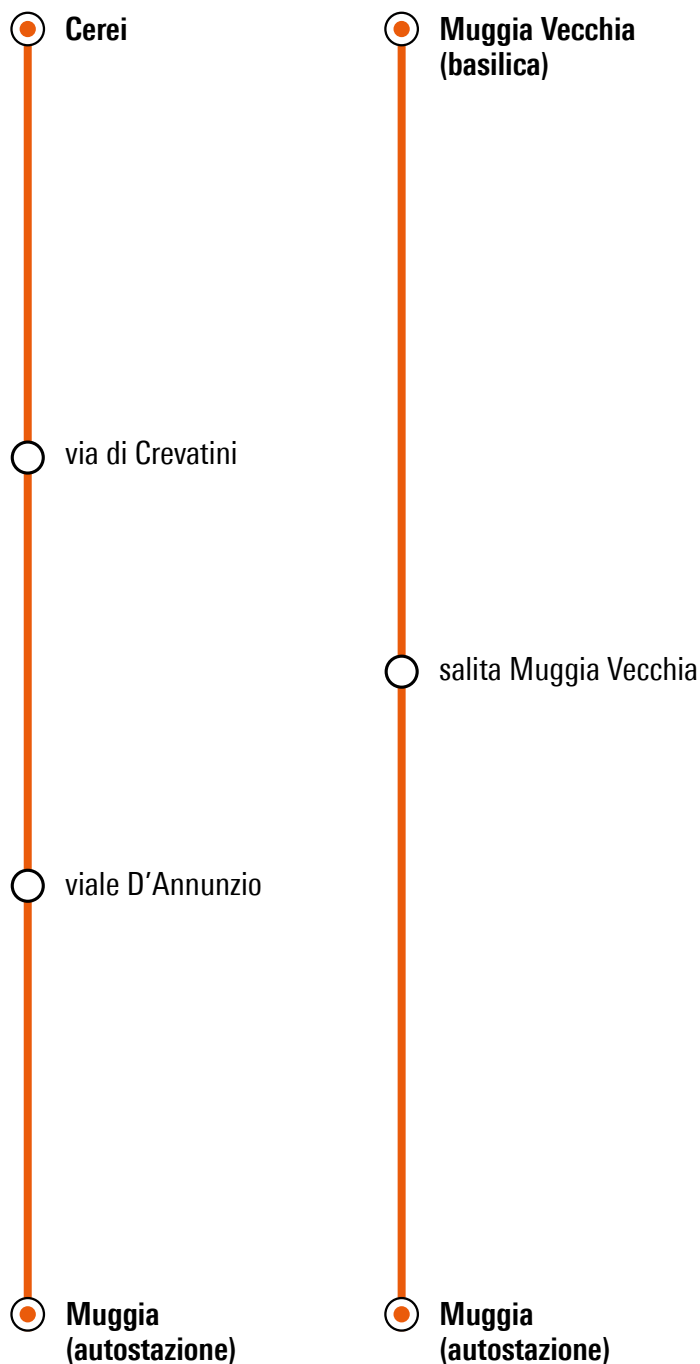 Cerei
via di Crevatini
viale D'Annunzio
Muggia
(autostazione)
Muggia Vecchia
(basilica)
salita Muggia Vecchia
Muggia
(autostazione)